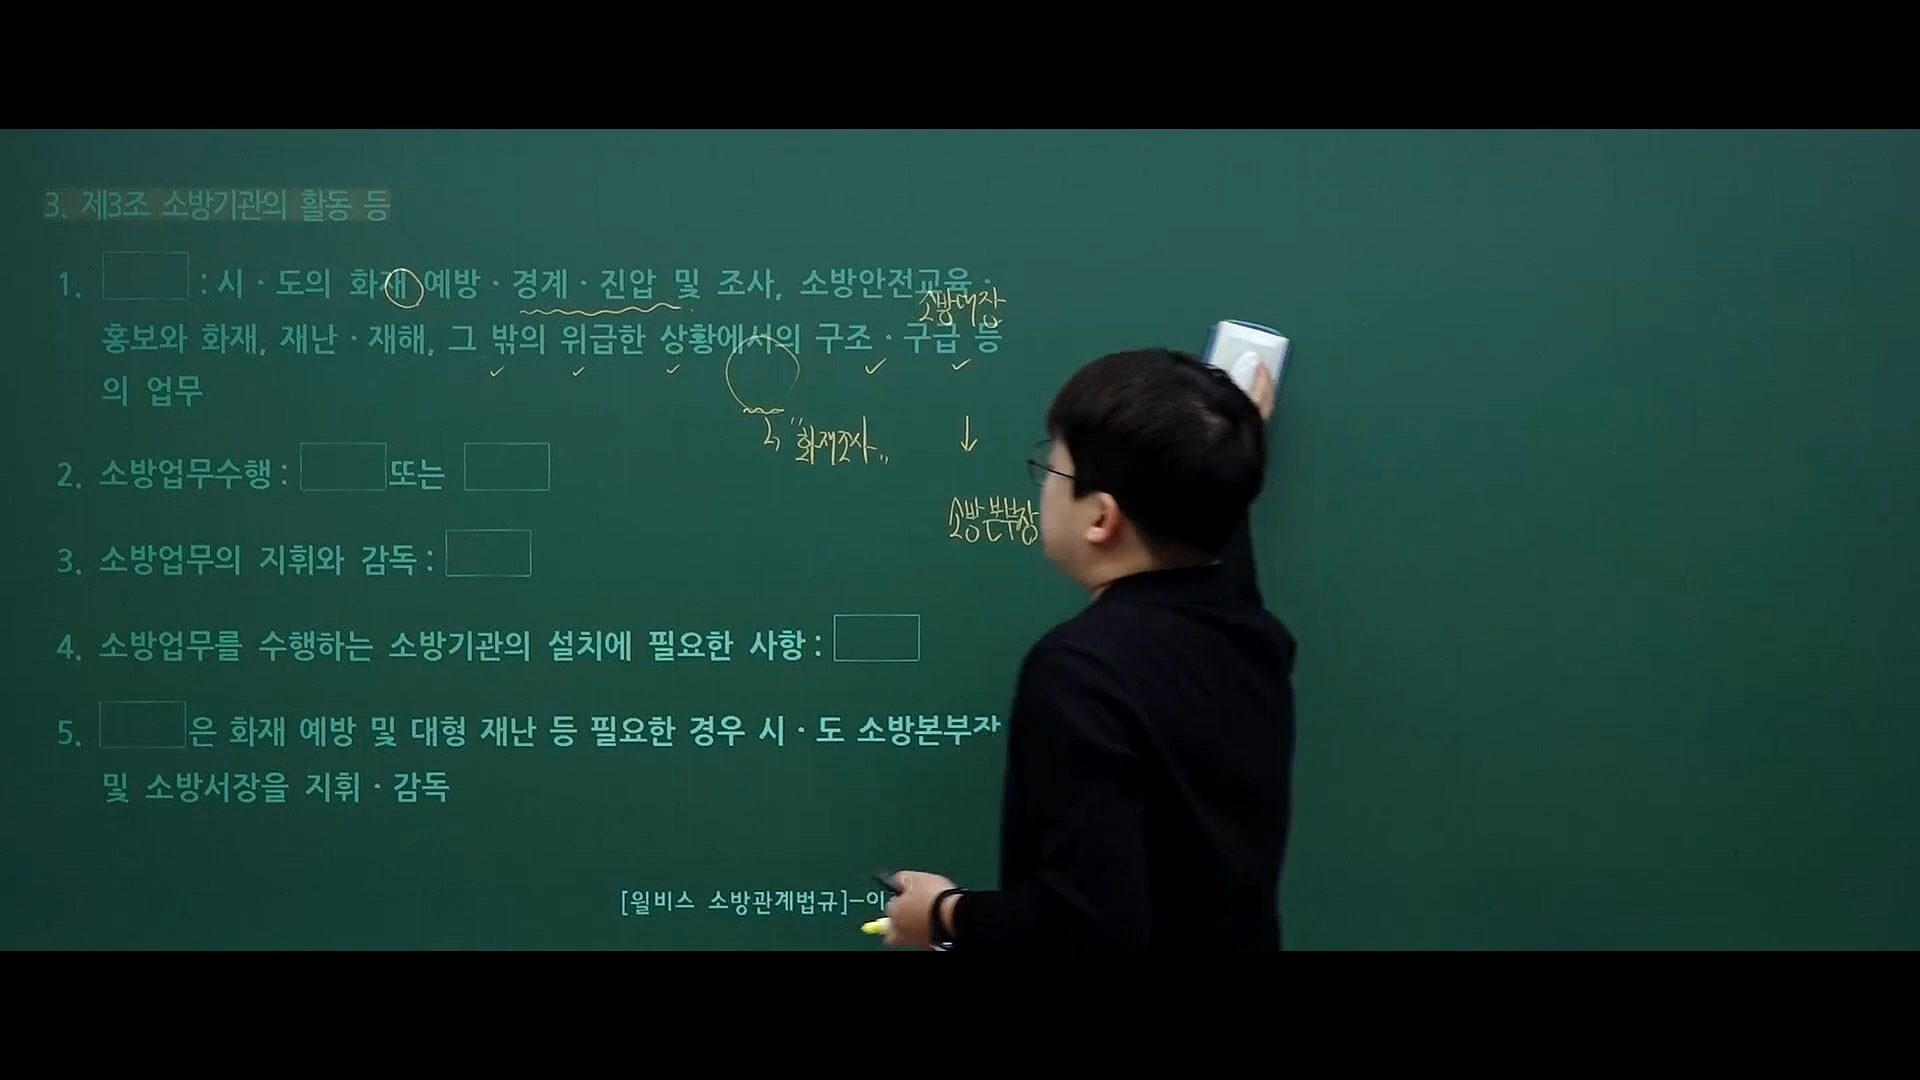 3. 제3조 소방기관의 활동 등
1. : 시·도의 화재 예방·경계·진압 및 조사, 소방안전교육·
홍보와 화재, 재난·재해, 그 밖의 위급한 상황에서의 구조·구급 등
의 업무
소방대장
"화재조사"
↓
소방본부장
2. 소방업무수행: 또는
3. 소방업무의 지휘와 감독:
4. 소방업무를 수행하는 소방기관의 설치에 필요한 사항:
5. 은 화재 예방 및 대형 재난 등 필요한 경우 시·도 소방본부장
및 소방서장을 지휘·감독
[윌비스 소방관계법규]-이